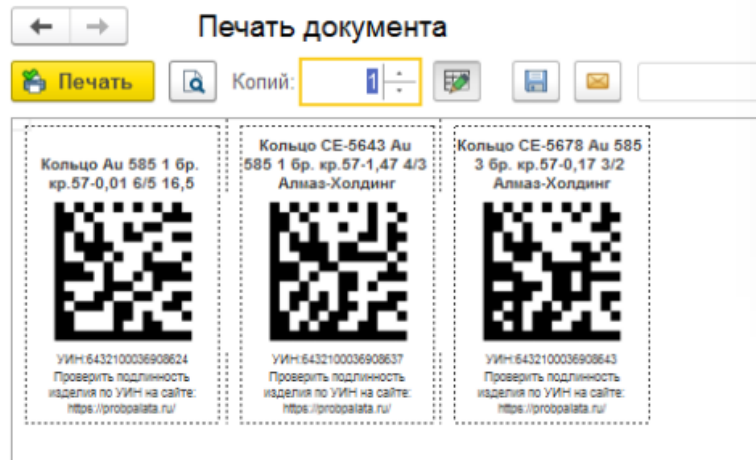 Печать документа
Печать
Копий:
1
Кольцо Au 585 1 бр.
кр.57-0,01 6/5 16,5
УИН:6432100036908624
Проверить подлинность
изделия по УИН на сайте:
https://probpalata.ru/
Кольцо СЕ-5643 Au
585 1 бр. кр.57-1,47 4/3
Алмаз-Холдинг
УИН:6432100036908637
Проверить подлинность
изделия по УИН на сайте:
https://probpalata.ru/
Кольцо СЕ-5678 Au 585
3 бр. кр.57-0,17 3/2
Алмаз-Холдинг
УИН:6432100036908643
Проверить подлинность
изделия по УИН на сайте:
https://probpalata.ru/